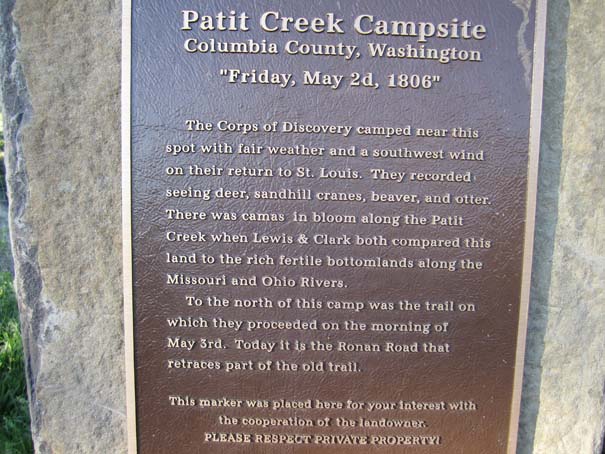 Patit Creek Campsite
Columbia County, Washington
"Friday, May 2d, 1806"
The Corps of Discovery camped near this
spot with fair weather and a southwest wind
on their return to St. Louis. They recorded
seeing deer, sandhill cranes, beaver, and otter.
There was camas in bloom along the Patit
Creek when Lewis & Clark both compared this
land to the rich fertile bottomlands along the
Missouri and Ohio Rivers.
To the north of this camp was the trail on
which they proceeded on the morning of
May 3rd. Today it is the Ronan Road that
retraces part of the old trail.
This marker was placed here for your interest with
the cooperation of the landowner.
PLEASE RESPECT PRIVATE PROPERTY!